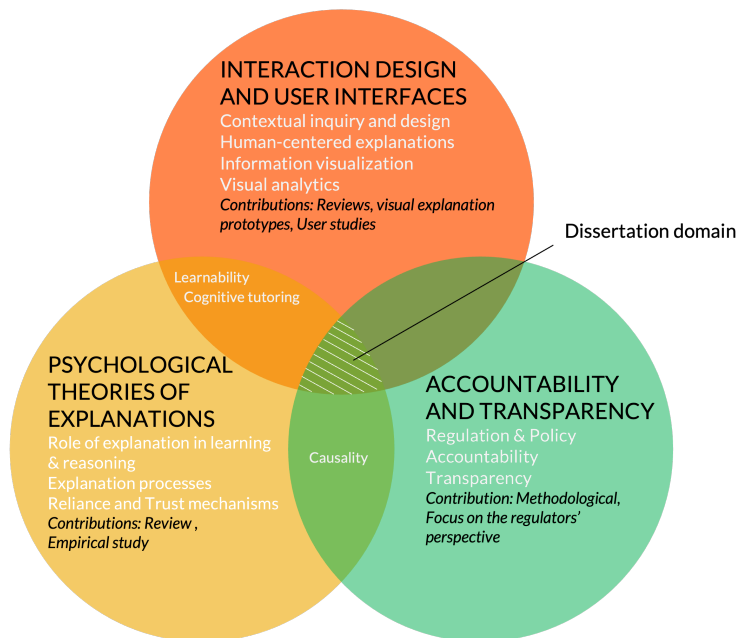 INTERACTION DESIGN
AND USER INTERFACES
Contextual inquiry and design
Human-centered explanations
Information visualization
Visual analytics
Contributions: Reviews, visual explanation
prototypes, User studies
Dissertation domain
Learnability
Cognitive tutoring
PSYCHOLOGICAL
THEORIES OF
EXPLANATIONS
Role of explanation in learning
& reasoning
Explanation processes
Reliance and Trust mechanisms
Contributions: Review ,
Empirical study
Causality
ACCOUNTABILITY
AND TRANSPARENCY
Regulation & Policy
Accountability
Transparency
Contribution: Methodological,
Focus on the regulators’
perspective